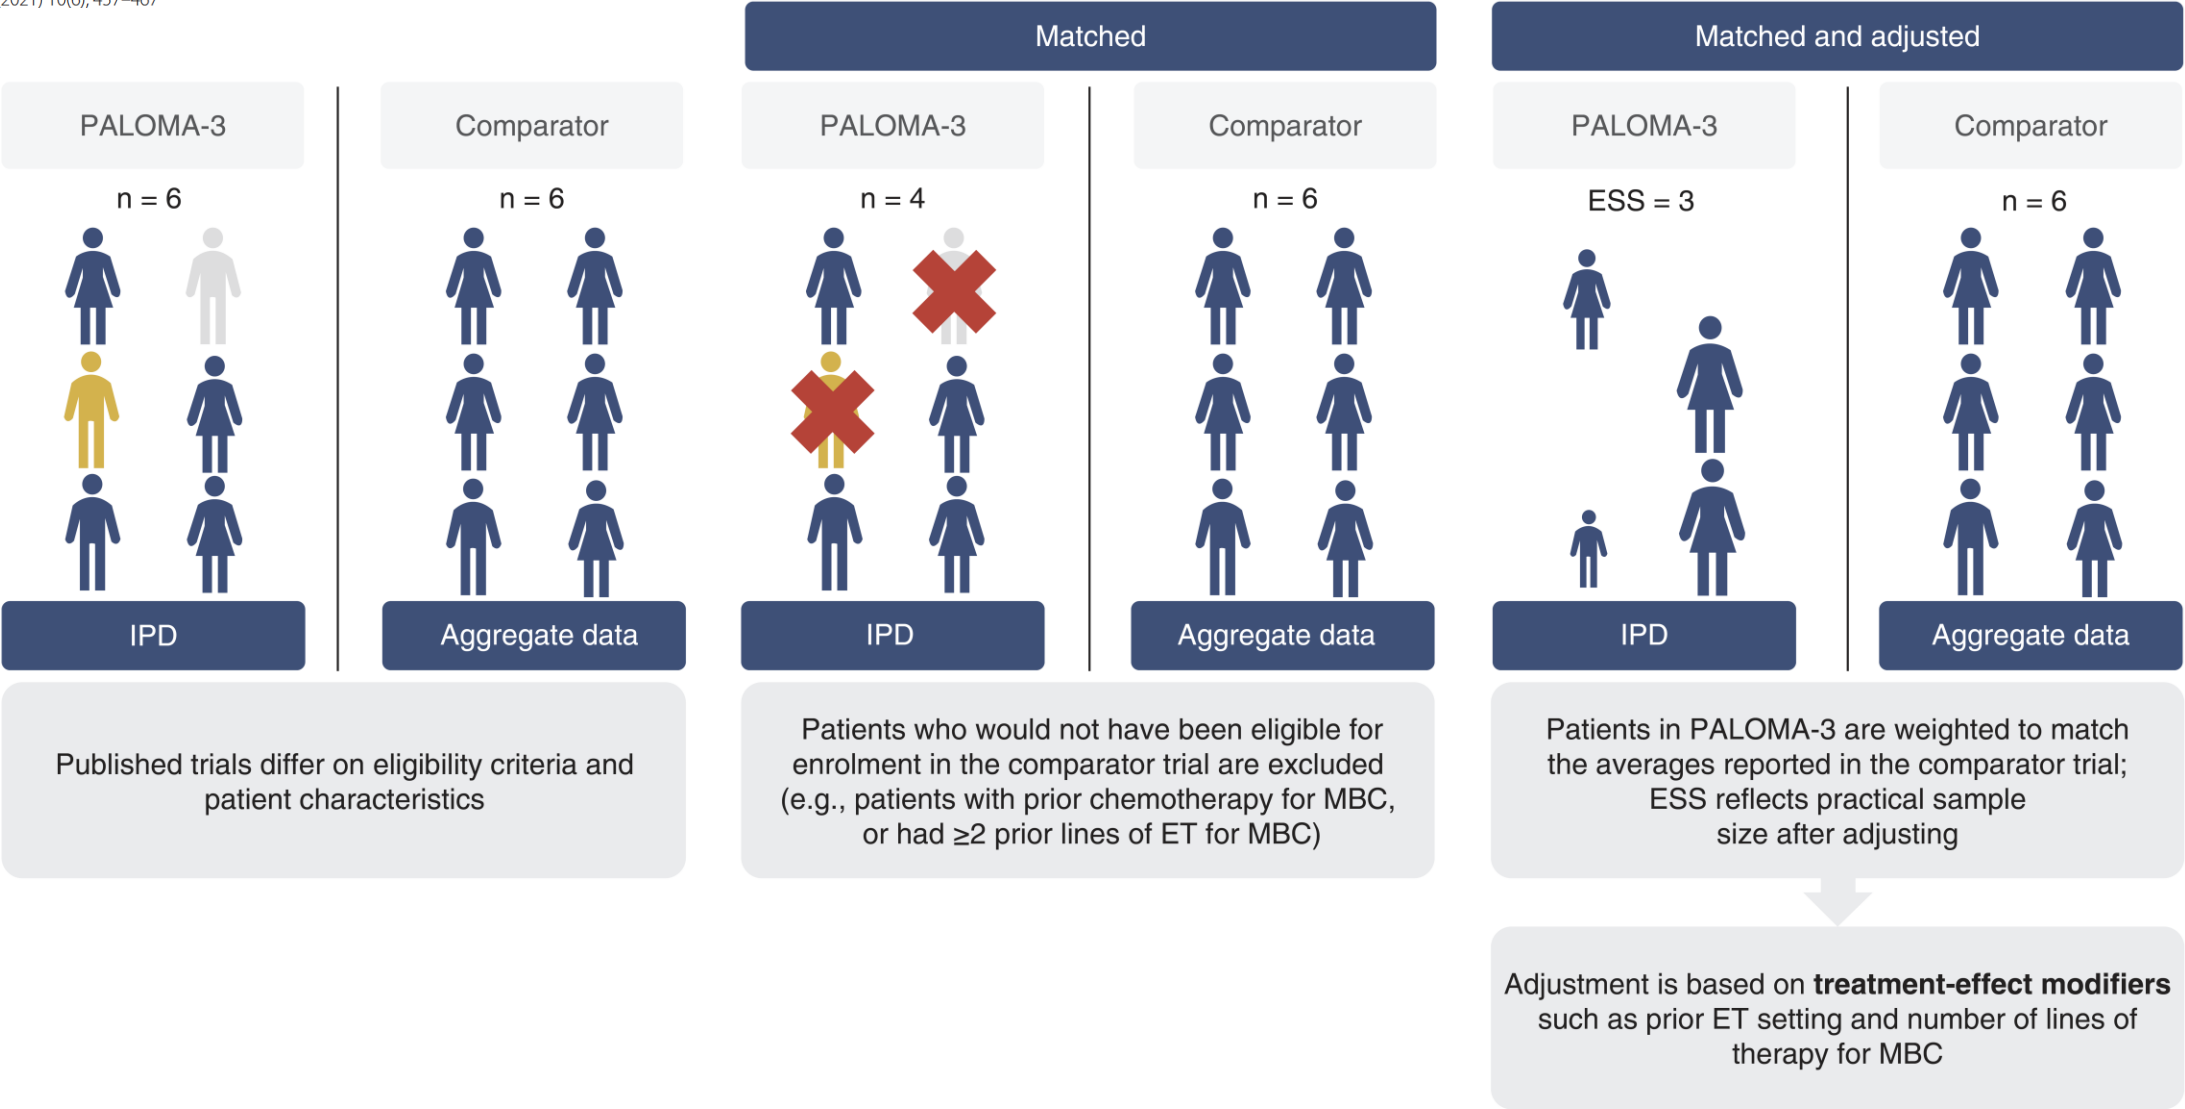 Matched
Matched and adjusted
PALOMA-3
Comparator
PALOMA-3
Comparator
PALOMA-3
Comparator
n = 6
n = 6
n = 4
n = 6
ESS = 3
n = 6
IPD
Aggregate data
IPD
Aggregate data
IPD
Aggregate data
Published trials differ on eligibility criteria and
patient characteristics
Patients who would not have been eligible for
enrolment in the comparator trial are excluded
(e.g., patients with prior chemotherapy for MBC,
or had ≥2 prior lines of ET for MBC)
Patients in PALOMA-3 are weighted to match
the averages reported in the comparator trial;
ESS reflects practical sample
size after adjusting
Adjustment is based on treatment-effect modifiers
such as prior ET setting and number of lines of
therapy for MBC